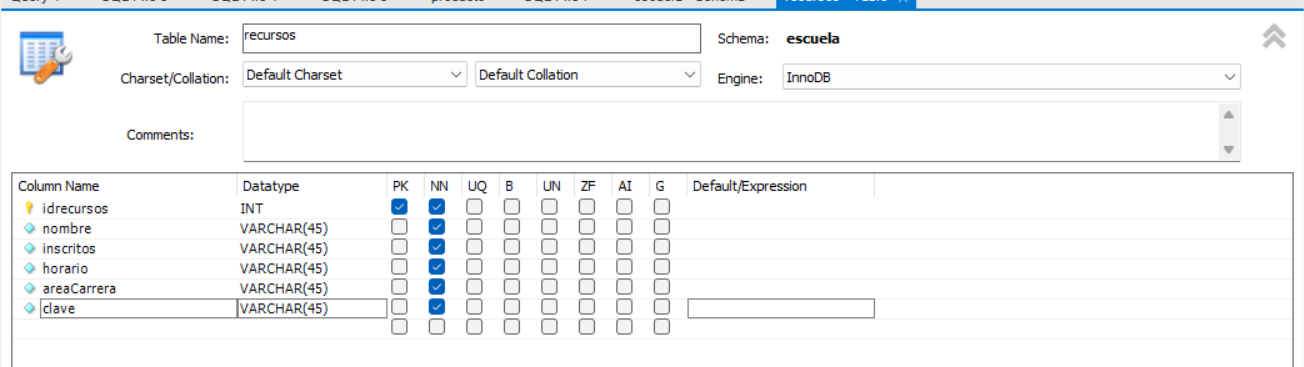 Table Name: recursos Schema: escuela
Charset/Collation: Default Charset Default Collation Engine: InnoDB
Comments:
Column Name Datatype PK NN UQ B UN ZF AI G Default/Expression
idrecursos INT
nombre VARCHAR(45)
inscritos VARCHAR(45)
horario VARCHAR(45)
areaCarrera VARCHAR(45)
clave VARCHAR(45)